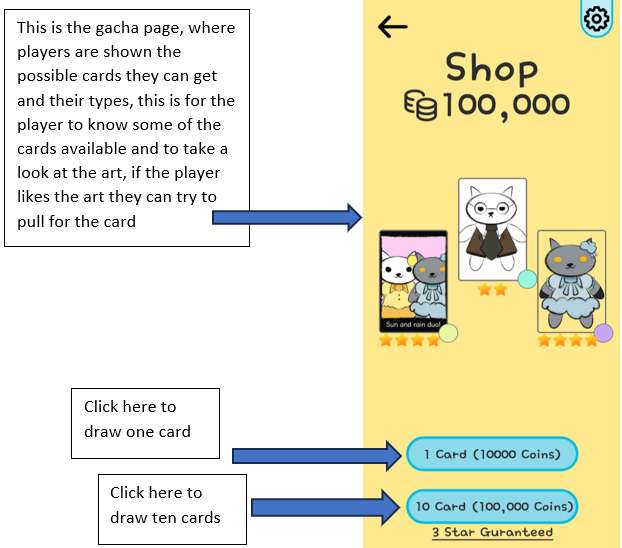 This is the gacha page, where
players are shown the
possible cards they can get
and their types, this is for the
player to know some of the
cards available and to take a
look at the art, if the player
likes the art they can try to
pull for the card
Shop
100,000
Sun and rain duo!
Click here to
draw one card
1 Card (10000 Coins)
Click here to
draw ten cards
10 Card (100,000 Coins)
3 Star Guranteed